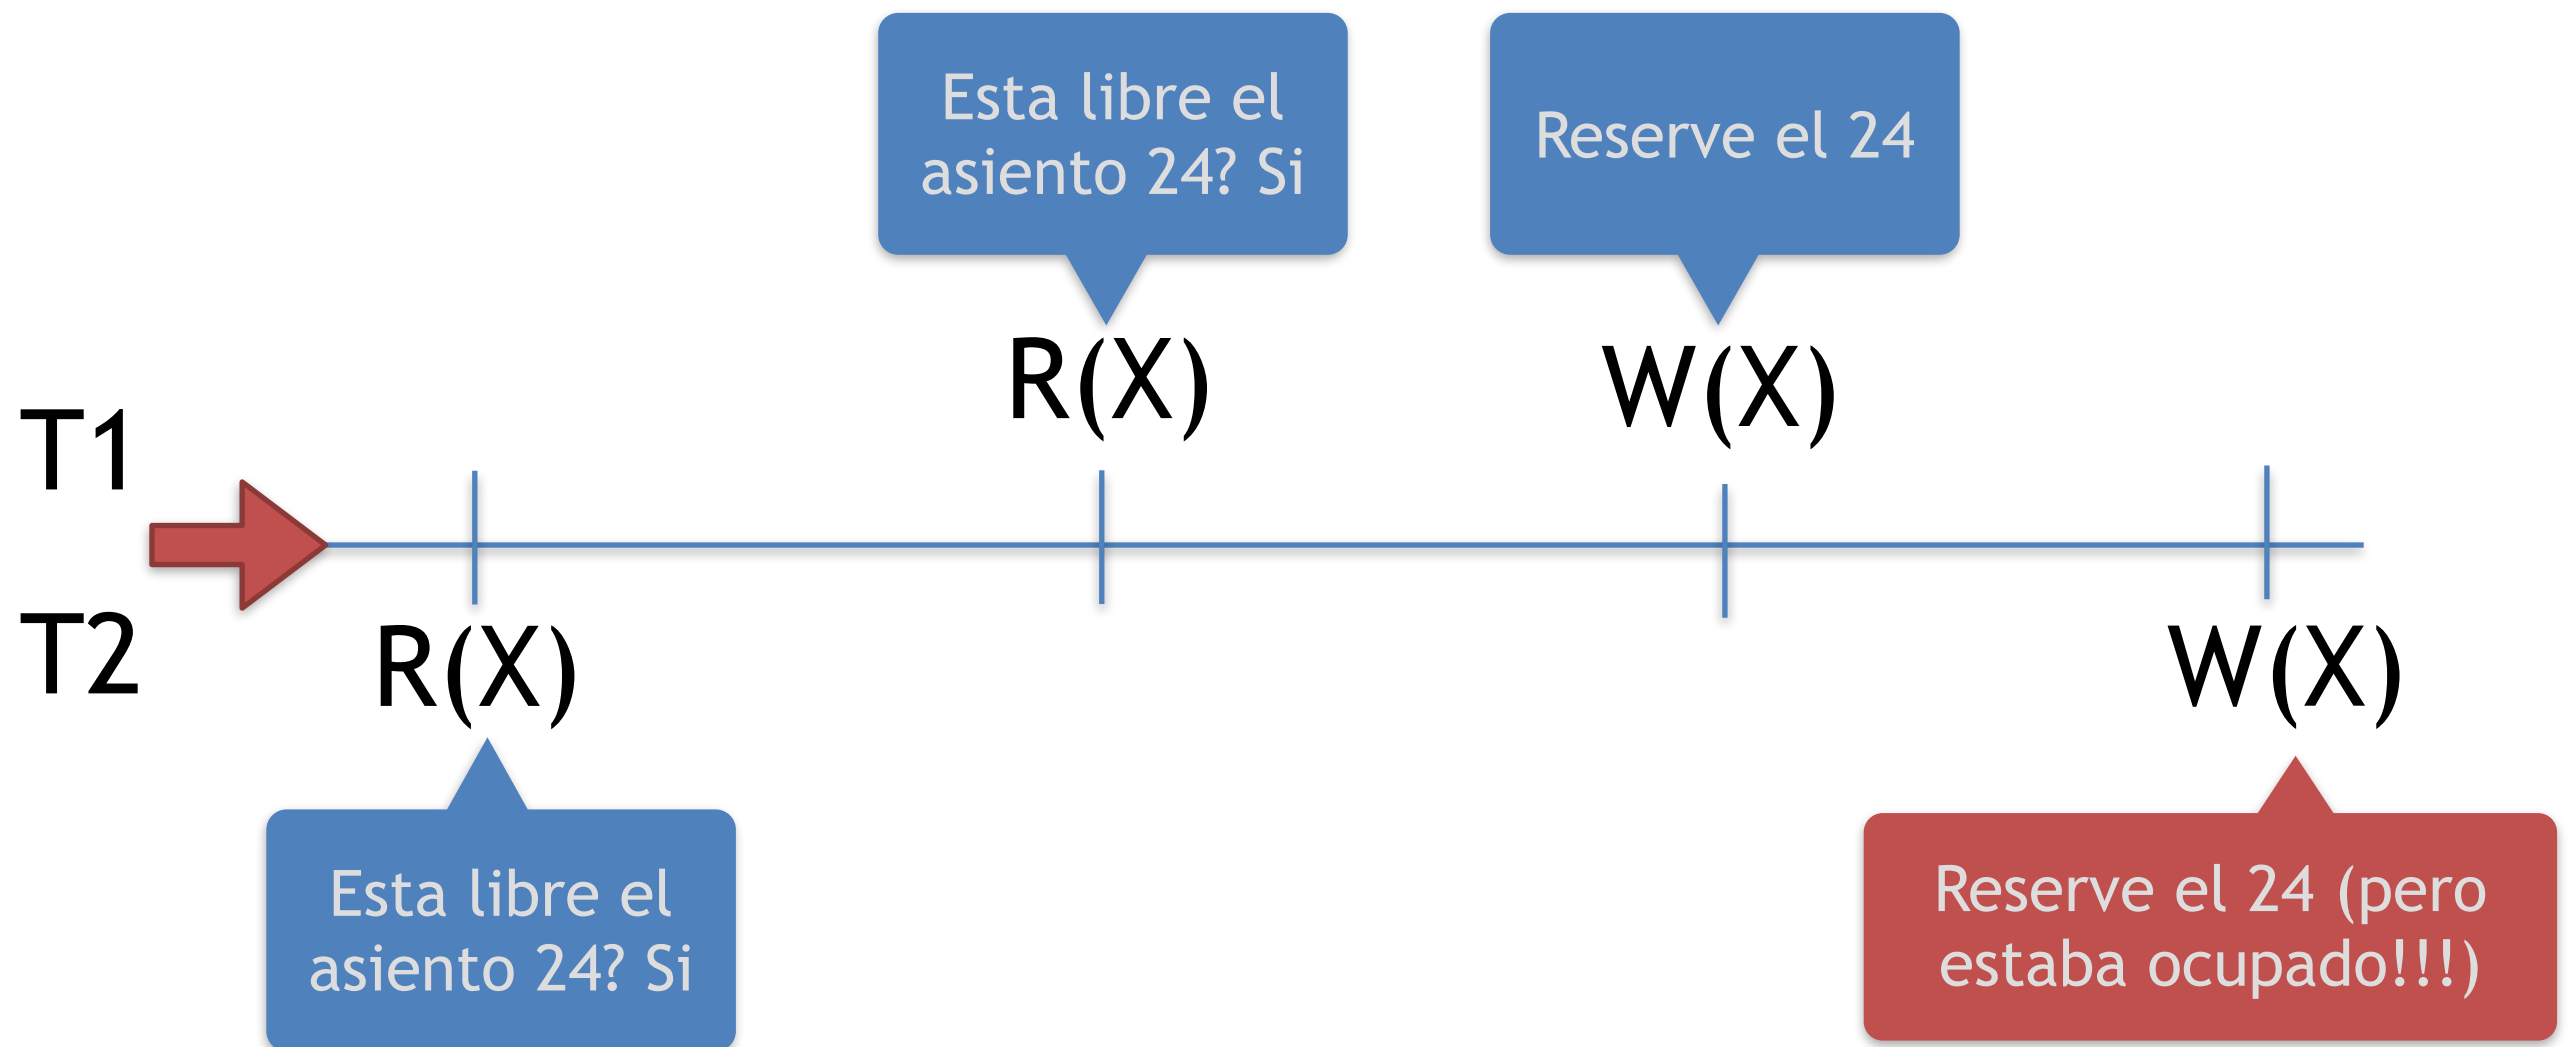 Esta libre el
asiento 24? Si
Reserve el 24
R(X)
W(X)
T1
T2
R(X)
W(X)
Esta libre el
asiento 24? Si
Reserve el 24 (pero
estaba ocupado!!!)